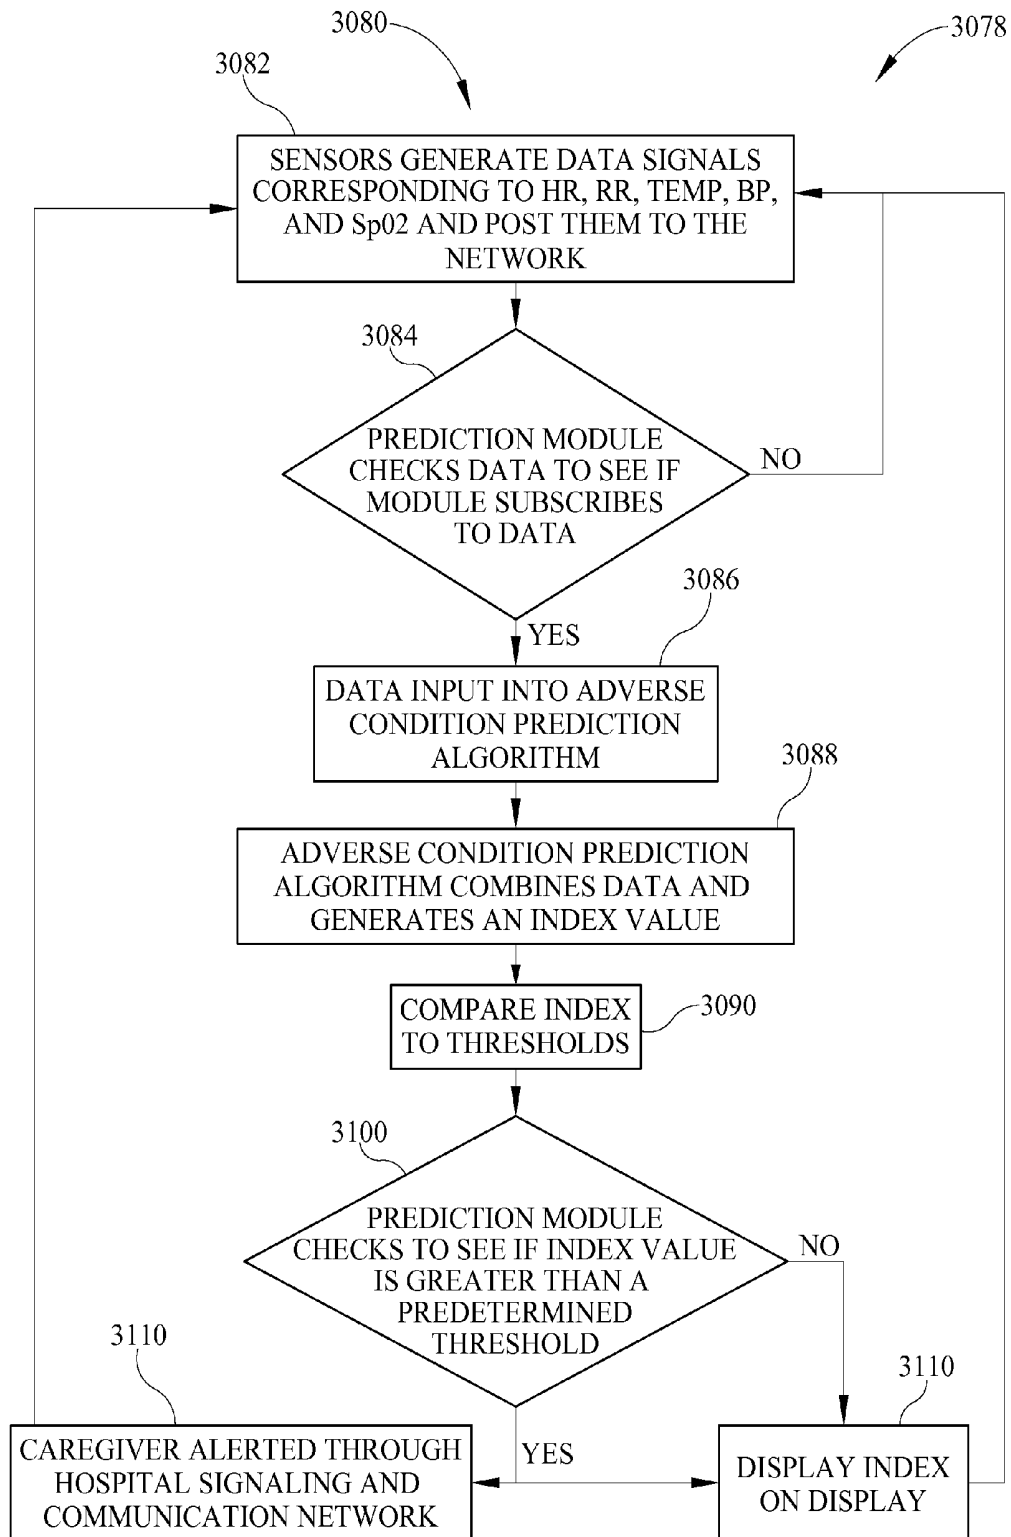 3080
3078
3082
SENSORS GENERATE DATA SIGNALS
CORRESPONDING TO HR, RR, TEMP, BP,
AND Sp02 AND POST THEM TO THE
NETWORK
3084
PREDICTION MODULE
CHECKS DATA TO SEE IF
MODULE SUBSCRIBES
TO DATA
NO
YES
3086
DATA INPUT INTO ADVERSE
CONDITION PREDICTION
ALGORITHM
3088
ADVERSE CONDITION PREDICTION
ALGORITHM COMBINES DATA AND
GENERATES AN INDEX VALUE
COMPARE INDEX
TO THRESHOLDS
3090
3100
PREDICTION MODULE
CHECKS TO SEE IF INDEX VALUE
IS GREATER THAN A
PREDETERMINED
THRESHOLD
NO
YES
3110
CAREGIVER ALERTED THROUGH
HOSPITAL SIGNALING AND
COMMUNICATION NETWORK
3110
DISPLAY INDEX
ON DISPLAY